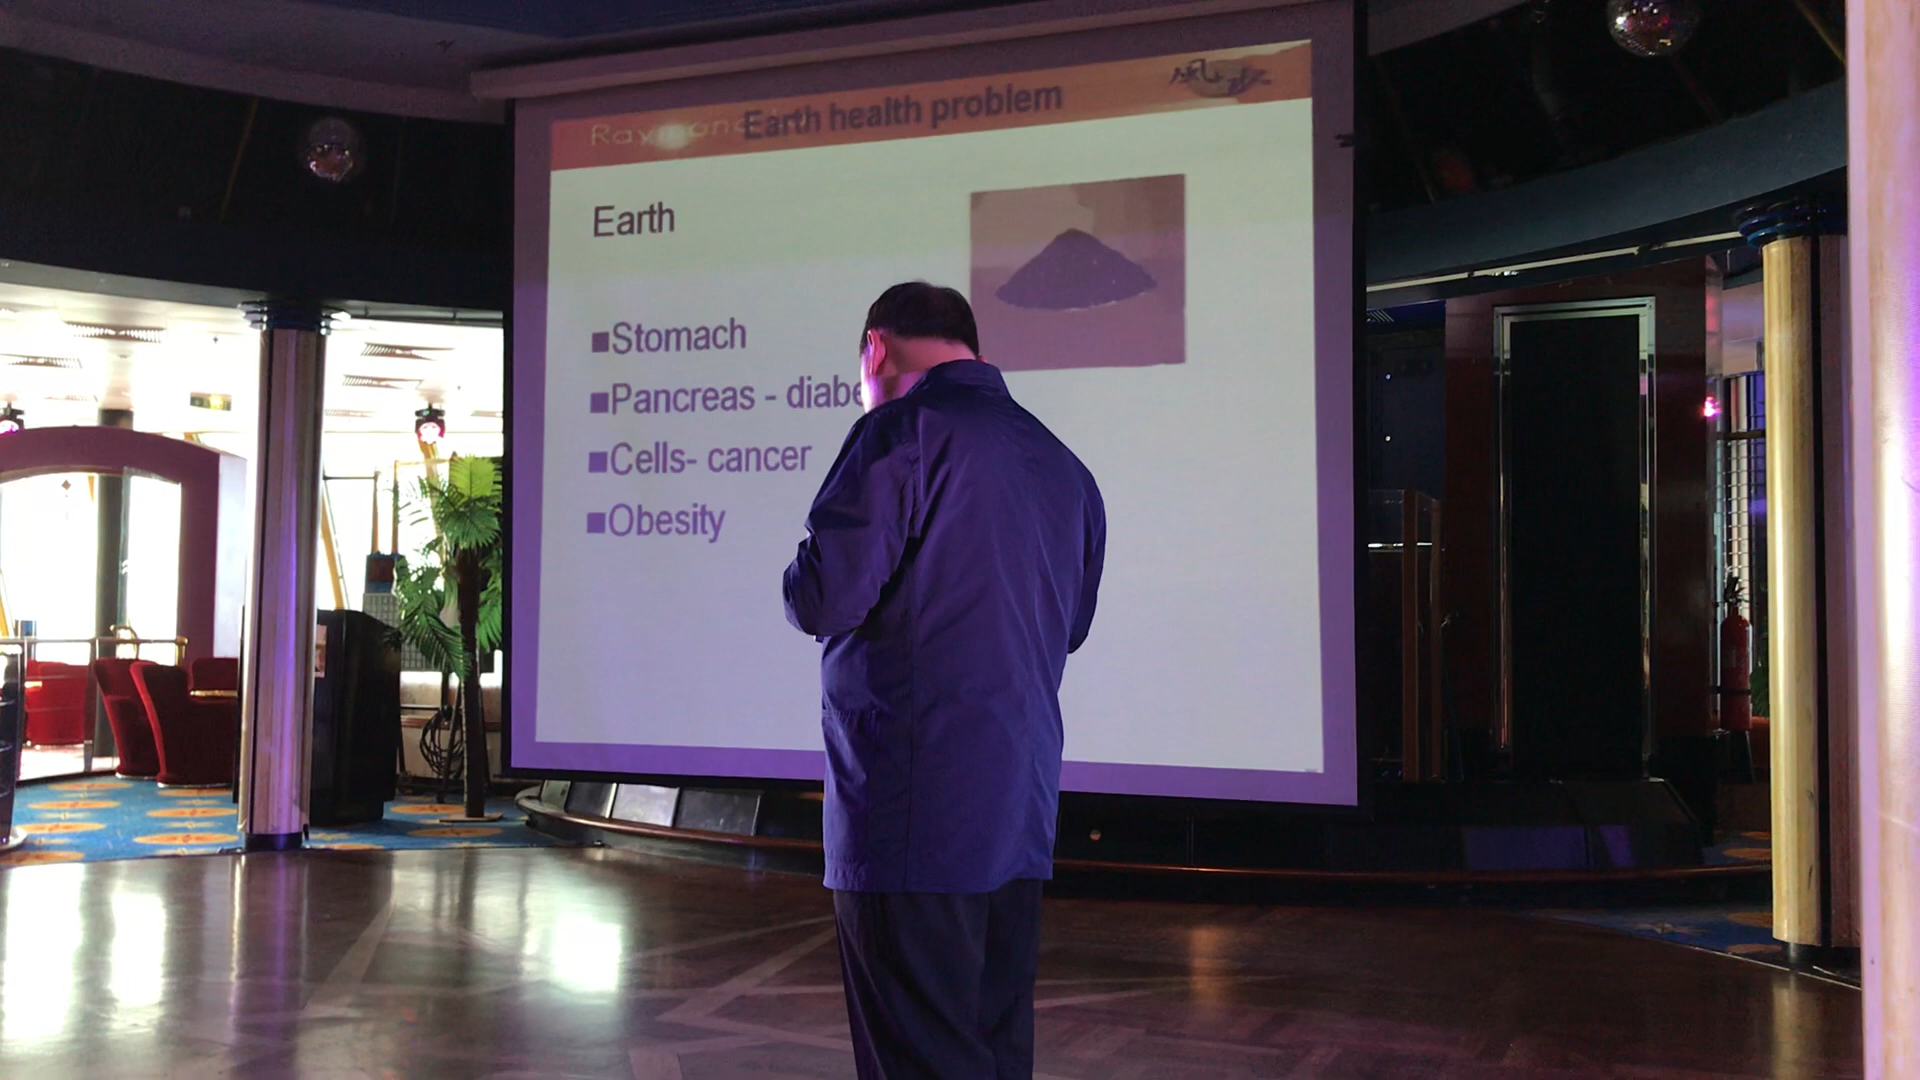 Earth health problem
Earth
■Stomach
■Pancreas - diabe
■Cells- cancer
■Obesity